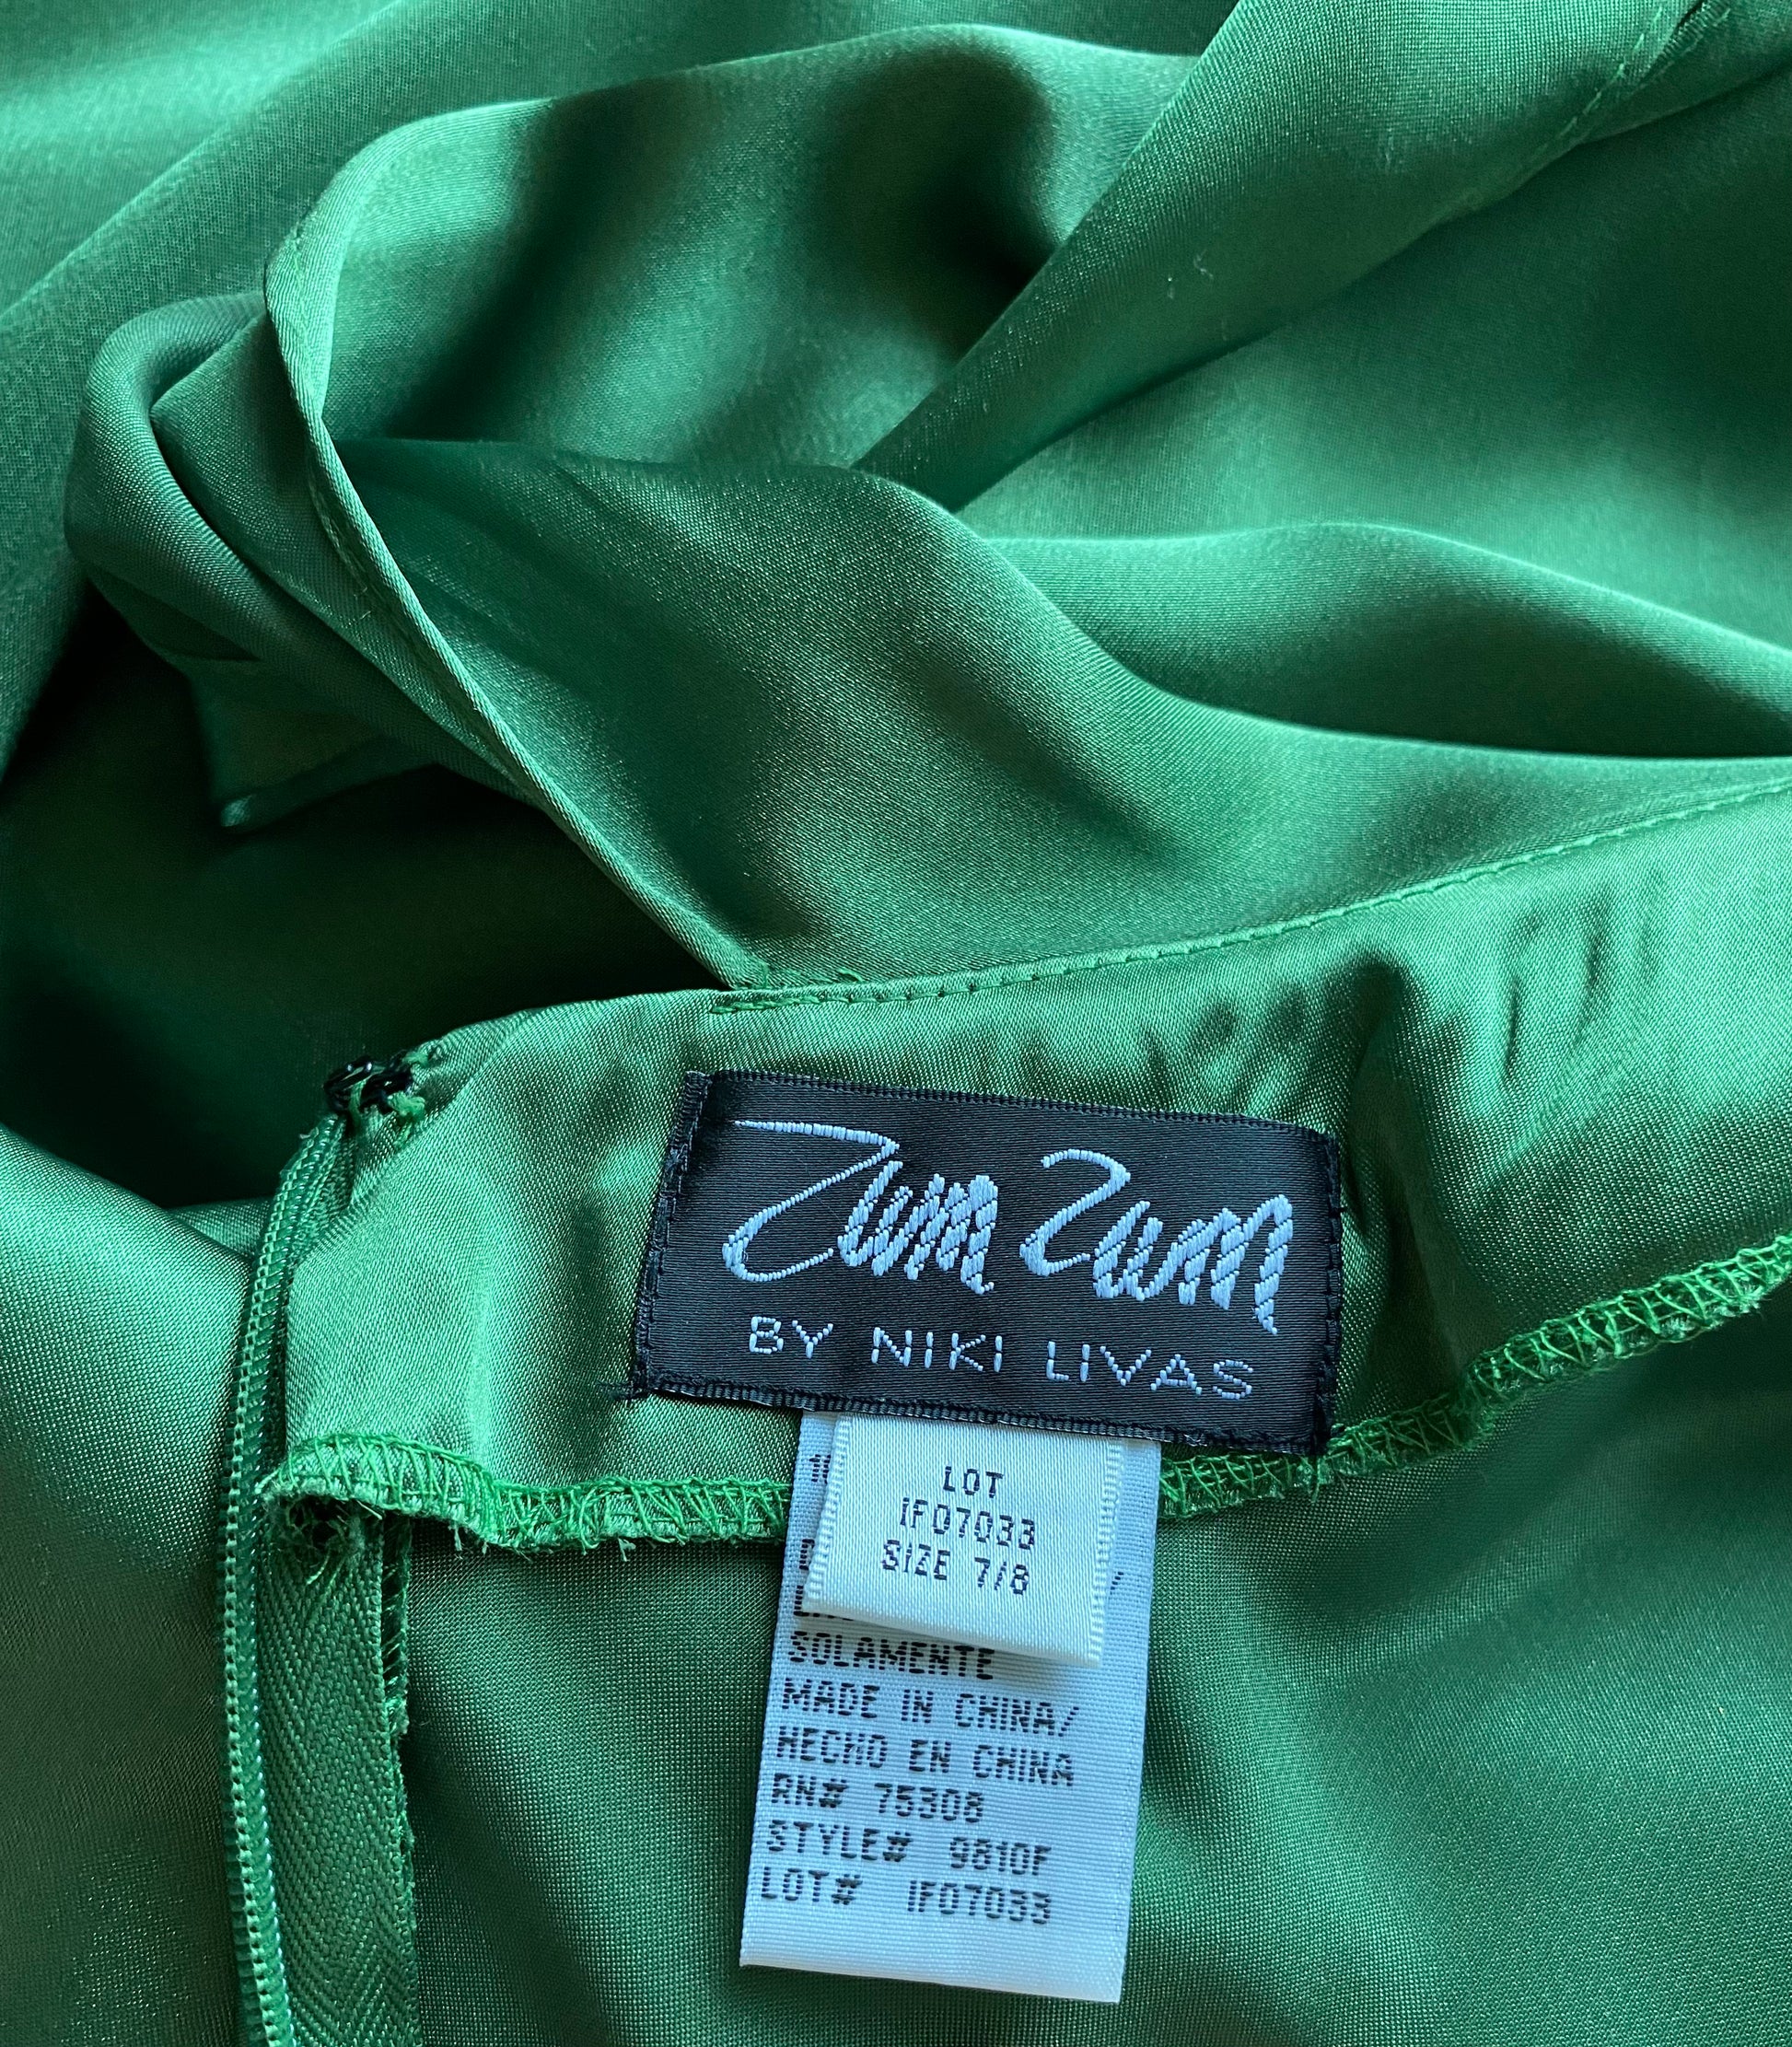 Zum Zum
BY NIKI LIVAS
LOT
IF07033
SIZE 7/8
SOLAMENTE
MADE IN CHINA/
HECHO EN CHINA
RN# 75308
STYLE# 9810F
LOT# IF07033